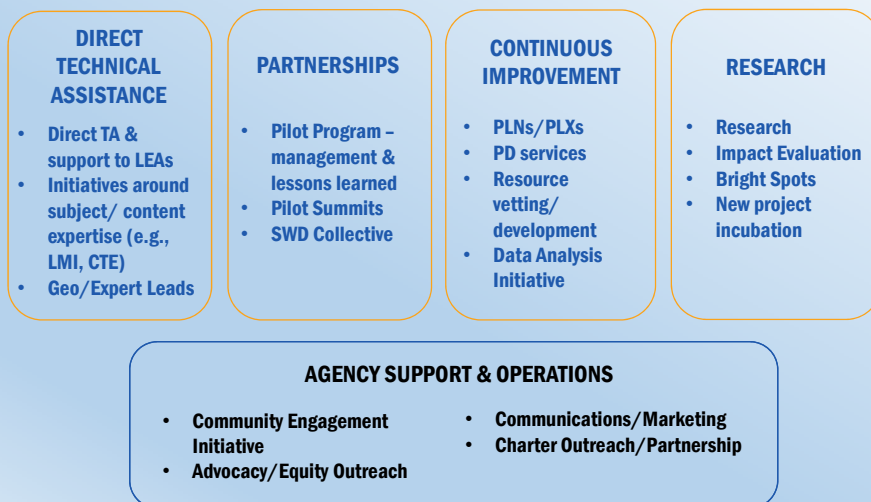 DIRECT
TECHNICAL
ASSISTANCE
• Direct TA &
support to LEAs
• Initiatives around
subject/ content
expertise (e.g.,
LMI, CTE)
• Geo/Expert Leads
PARTNERSHIPS
• Pilot Program –
management &
lessons learned
• Pilot Summits
• SWD Collective
CONTINUOUS
IMPROVEMENT
• PLNs/PLXs
• PD services
• Resource
vetting/
development
• Data Analysis
Initiative
RESEARCH
• Research
• Impact Evaluation
• Bright Spots
• New project
incubation
AGENCY SUPPORT & OPERATIONS
• Community Engagement
Initiative
• Advocacy/Equity Outreach
• Communications/Marketing
• Charter Outreach/Partnership